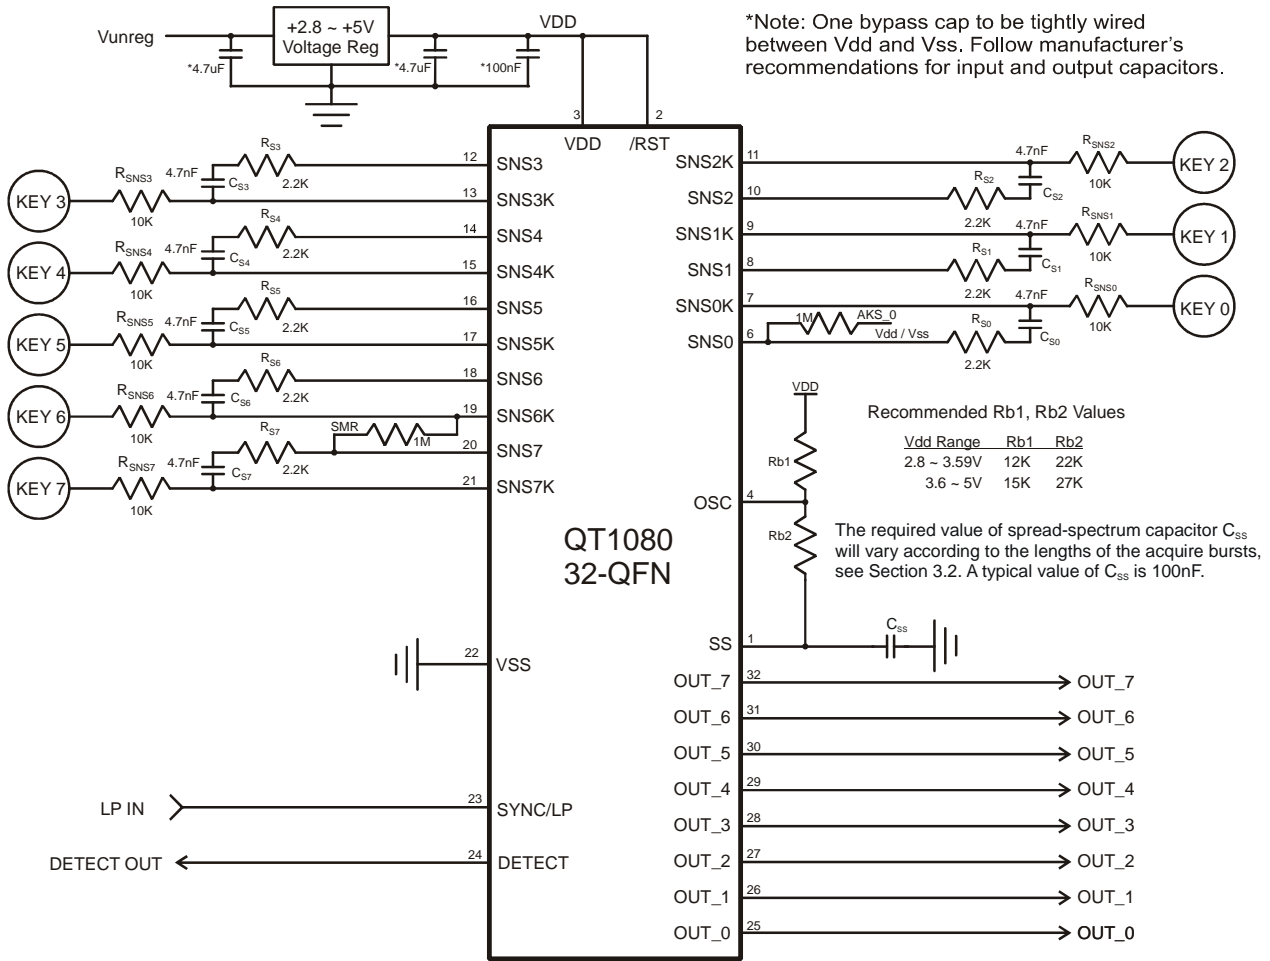 Vunreg
+2.8 ~ +5V
Voltage Reg
VDD
*4.7uF
*4.7uF
*100nF
*Note: One bypass cap to be tightly wired
between Vdd and Vss. Follow manufacturer's
recommendations for input and output capacitors.
3
2
VDD
/RST
KEY 3
RSNS3
10K
4.7nF
CS3
RS3
2.2K
12
SNS3
13
SNS3K
KEY 4
RSNS4
10K
4.7nF
CS4
RS4
2.2K
14
SNS4
15
SNS4K
KEY 5
RSNS5
10K
4.7nF
CS5
RS5
2.2K
16
SNS5
17
SNS5K
KEY 6
RSNS6
10K
4.7nF
CS6
RS6
2.2K
18
SNS6
19
SNS6K
SMR
1M
KEY 7
RSNS7
10K
4.7nF
CS7
RS7
2.2K
20
SNS7
21
SNS7K
SNS2K
11
4.7nF
RSNS2
10K
KEY 2
SNS2
10
RS2
2.2K
CS2
SNS1K
9
4.7nF
RSNS1
10K
KEY 1
SNS1
8
RS1
2.2K
CS1
SNS0K
7
4.7nF
RSNS0
10K
KEY 0
1M
AKS_0
Vdd / Vss
SNS0
6
RS0
2.2K
CS0
VDD
Rb1
OSC
4
Rb2
Recommended Rb1, Rb2 Values
Vdd Range Rb1 Rb2
2.8 ~ 3.59V 12K 22K
3.6 ~ 5V 15K 27K
The required value of spread-spectrum capacitor CSS
will vary according to the lengths of the acquire bursts,
see Section 3.2. A typical value of CSS is 100nF.
QT1080
32-QFN
SS
1
CSS
22
VSS
OUT_7
32
OUT_7
OUT_6
31
OUT_6
OUT_5
30
OUT_5
OUT_4
29
OUT_4
LP IN
23
SYNC/LP
OUT_3
28
OUT_3
DETECT OUT
24
DETECT
OUT_2
27
OUT_2
OUT_1
26
OUT_1
OUT_0
25
OUT_0